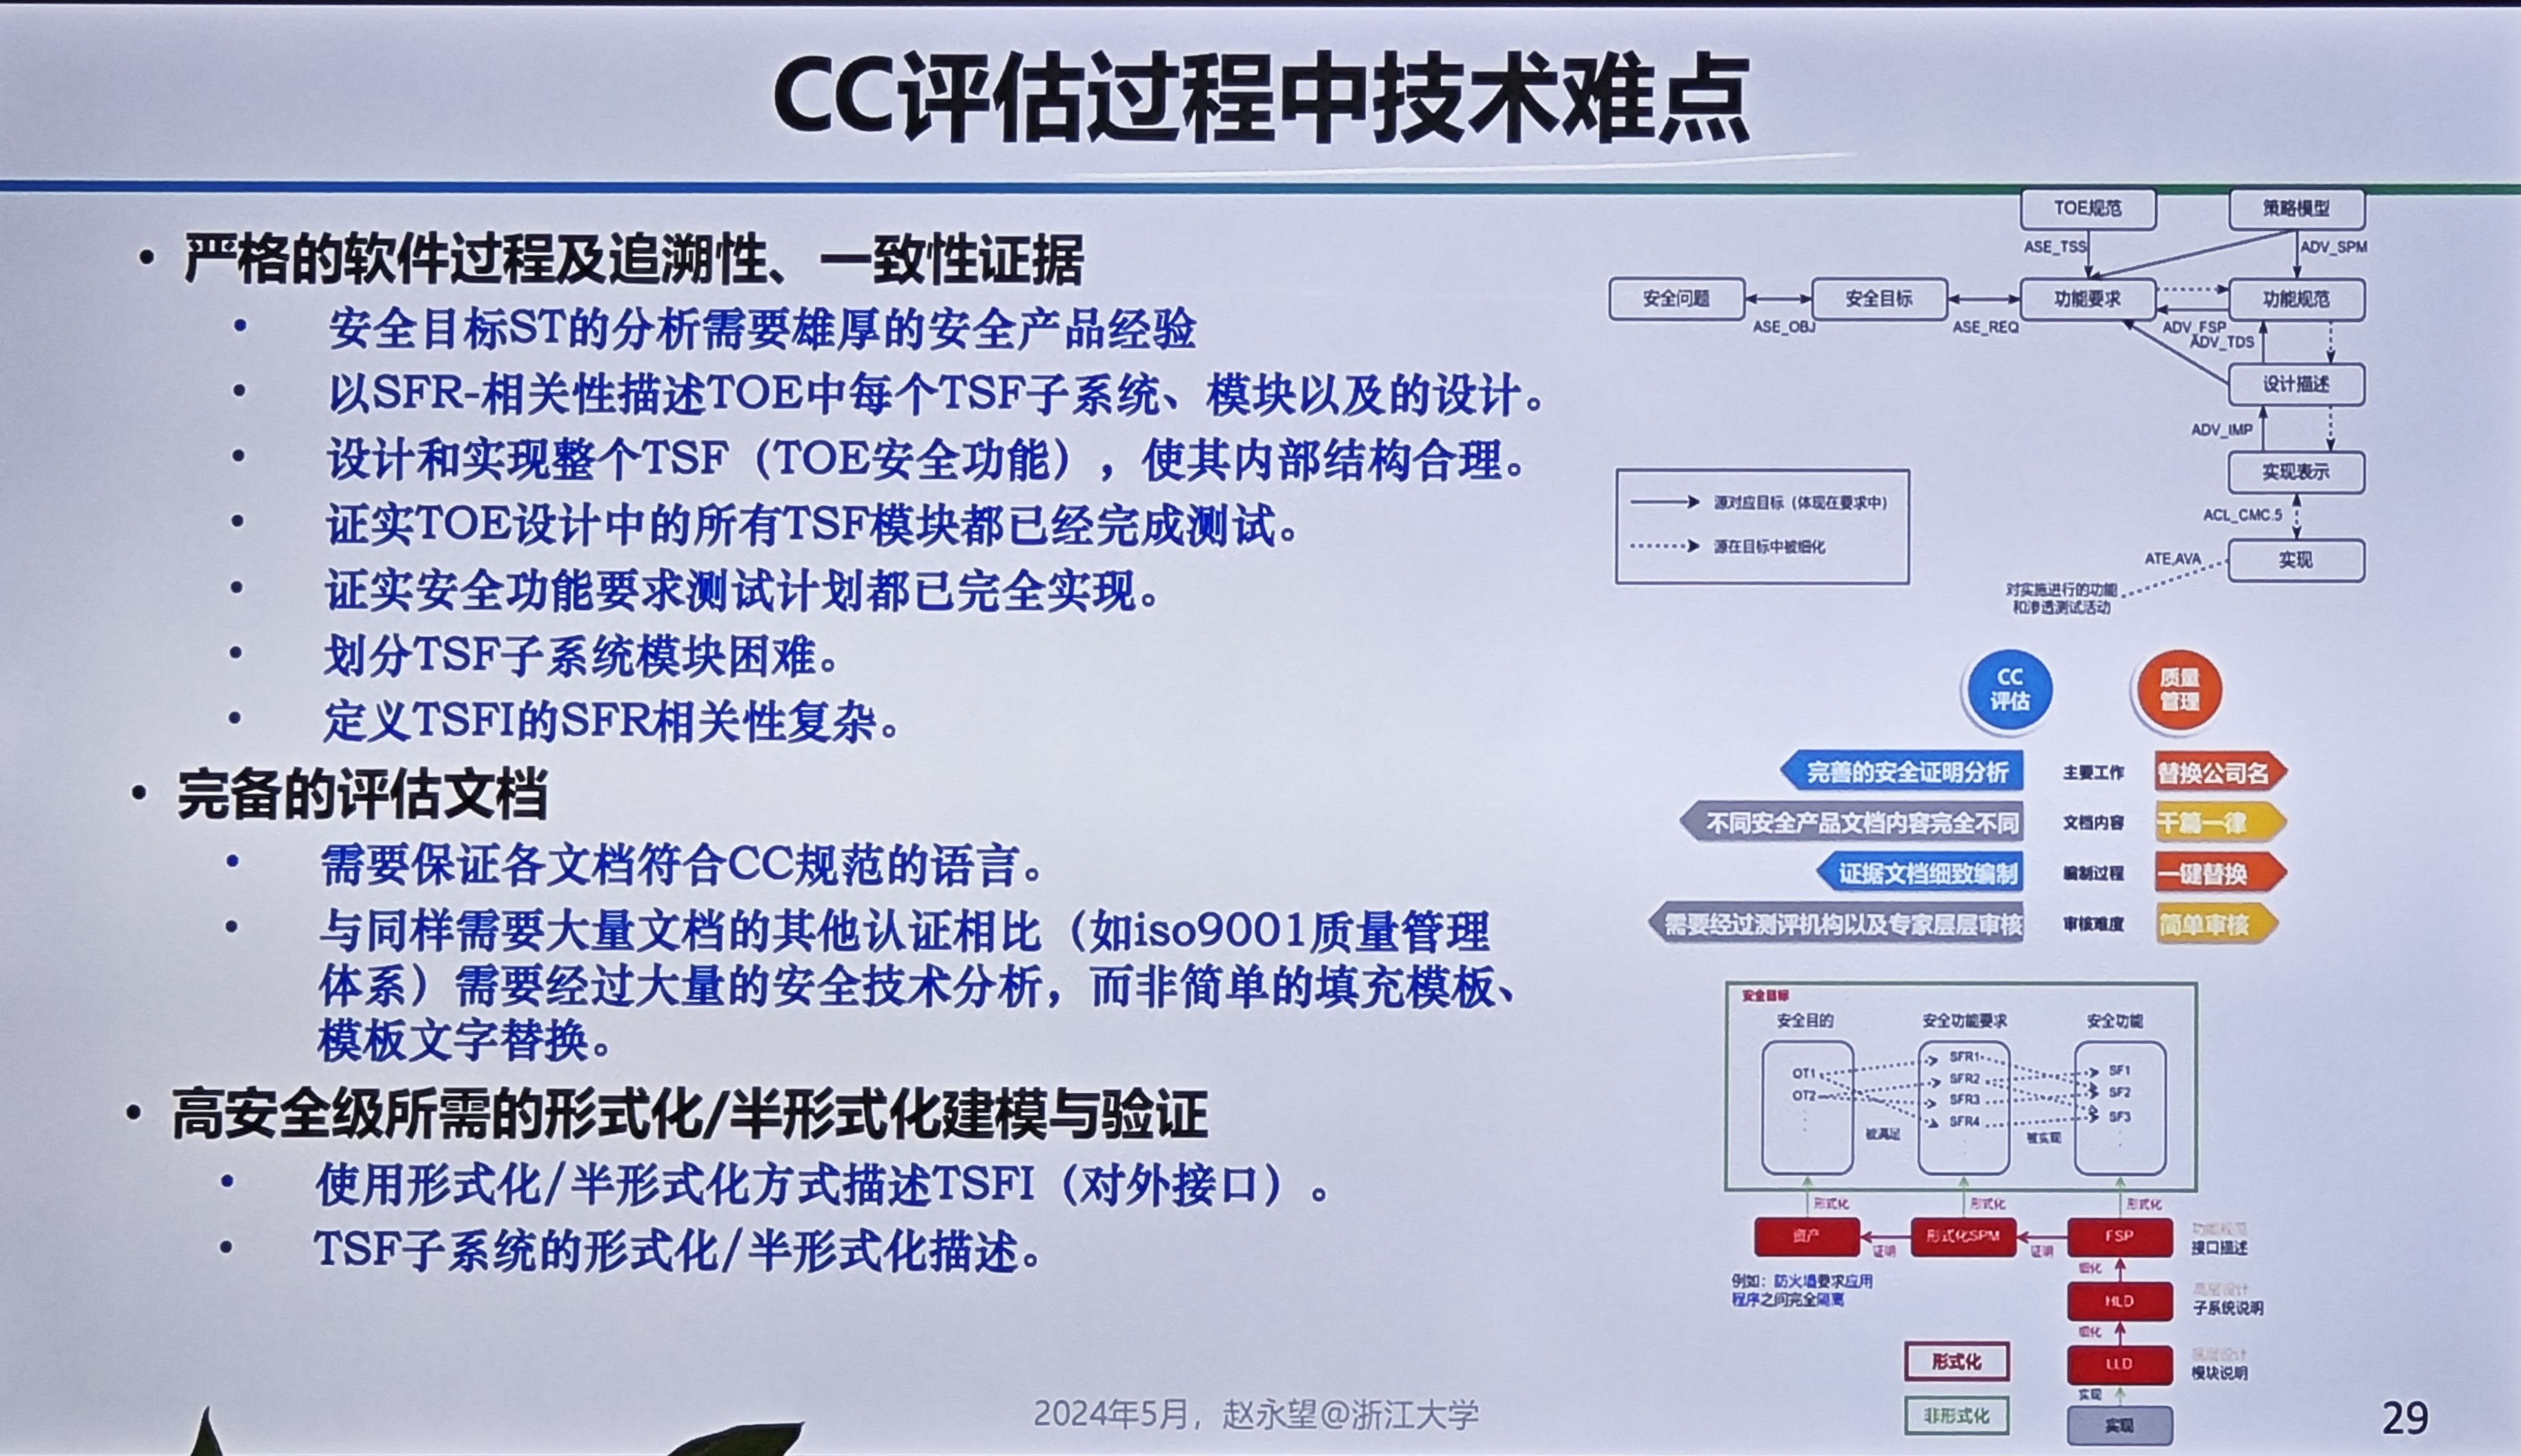 CC评估过程中技术难点
• 严格的软件过程及追溯性、一致性证据
• 安全目标ST的分析需要雄厚的安全产品经验
• 以SFR-相关性描述TOE中每个TSF子系统、模块以及的设计。
• 设计和实现整个TSF（TOE安全功能），使其内部结构合理。
• 证实TOE设计中的所有TSF模块都已经完成测试。
• 证实安全功能要求测试计划都已完全实现。
• 划分TSF子系统模块困难。
• 定义TSFI的SFR相关性复杂。
• 完备的评估文档
• 需要保证各文档符合CC规范的语言。
• 与同样需要大量文档的其他认证相比（如iso9001质量管理
体系）需要经过大量的安全技术分析，而非简单的填充模板、
模板文字替换。
• 高安全级所需的形式化/半形式化建模与验证
• 使用形式化/半形式化方式描述TSFI（对外接口）。
• TSF子系统的形式化/半形式化描述。
TOE规范
策略模型
ASE_TSS
ADV_SPM
安全问题
安全目标
功能要求
功能规范
ASE_OBJ
ASE_REQ
ADV_FSP
ADV_TDS
设计描述
ADV_IMP
实现表示
ACL_CMC.5
实现
ATE,AVA
对实施进行的功能
和渗透测试活动
源对应目标（体现在要求中）
源在目标中被细化
CC
评估
质量
管理
完善的安全证明分析 主要工作 替换公司名
不同安全产品文档内容完全不同 文档内容 千篇一律
证据文档细致编制 编制过程 一键替换
需要经过测评机构以及专家层层审核 审核难度 简单审核
安全目标
安全目的 安全功能要求 安全功能
OT1
OT2
SFR1
SFR2
SFR3
SFR4
SF1
SF2
SF3
被满足
被实现
形式化 形式化 形式化
资产 证明 形式化SPM 证明 FSP
功能规范
接口描述
例如：防火墙要求应用
程序之间完全隔离
细化
HLD
高层设计
子系统说明
细化
LLD
底层设计
模块说明
实现
实现
形式化
非形式化
2024年5月，赵永望@浙江大学
29